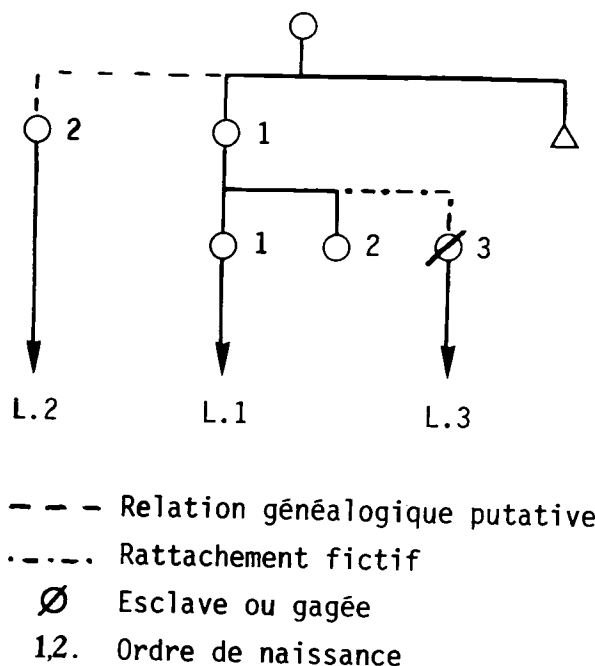 2 1
1 2 3
L.2 L.1 L.3
Relation généalogique putative
Rattachement fictif
Ø Esclave ou gagée
1,2. Ordre de naissance